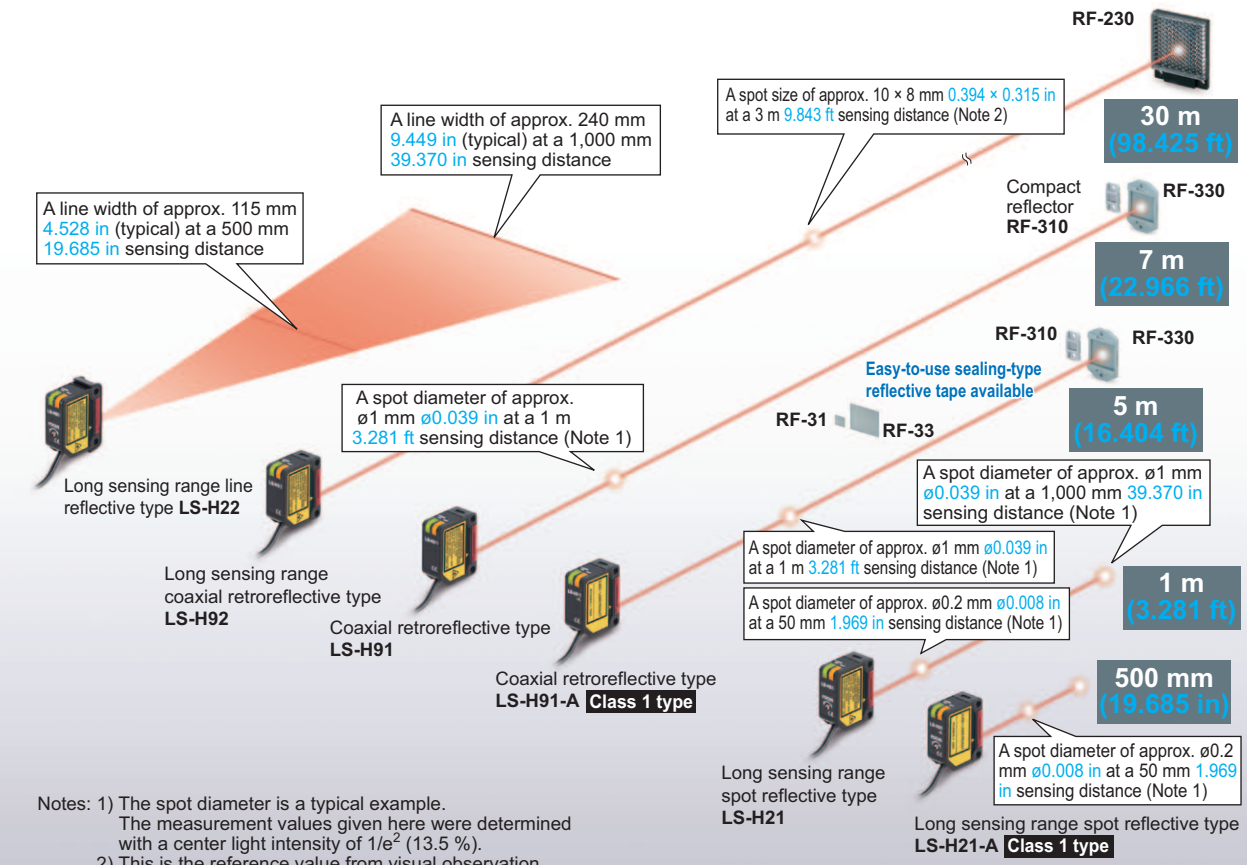 RF-230
A spot size of approx. 10 × 8 mm 0.394 × 0.315 in
at a 3 m 9.843 ft sensing distance (Note 2)
30 m
(98.425 ft)
A line width of approx. 240 mm
9.449 in (typical) at a 1,000 mm
39.370 in sensing distance
A line width of approx. 115 mm
4.528 in (typical) at a 500 mm
19.685 in sensing distance
Compact
reflector
RF-310
RF-330
7 m
(22.966 ft)
RF-310
RF-330
Easy-to-use sealing-type
reflective tape available
RF-31
RF-33
5 m
(16.404 ft)
A spot diameter of approx.
ø1 mm ø0.039 in at a 1 m
3.281 ft sensing distance (Note 1)
A spot diameter of approx. ø1 mm
ø0.039 in at a 1,000 mm 39.370 in
sensing distance (Note 1)
Long sensing range line
reflective type LS-H22
A spot diameter of approx. ø1 mm ø0.039 in
at a 1 m 3.281 ft sensing distance (Note 1)
Long sensing range
coaxial retroreflective type
LS-H92
A spot diameter of approx. ø0.2 mm ø0.008 in
at a 50 mm 1.969 in sensing distance (Note 1)
1 m
(3.281 ft)
Coaxial retroreflective type
LS-H91
Coaxial retroreflective type
LS-H91-A Class 1 type
500 mm
(19.685 in)
A spot diameter of approx. ø0.2
mm ø0.008 in at a 50 mm 1.969
in sensing distance (Note 1)
Long sensing range
spot reflective type
LS-H21
Long sensing range spot reflective type
LS-H21-A Class 1 type
Notes: 1) The spot diameter is a typical example.
The measurement values given here were determined
with a center light intensity of 1/e² (13.5 %).
2) This is the reference value from visual observation